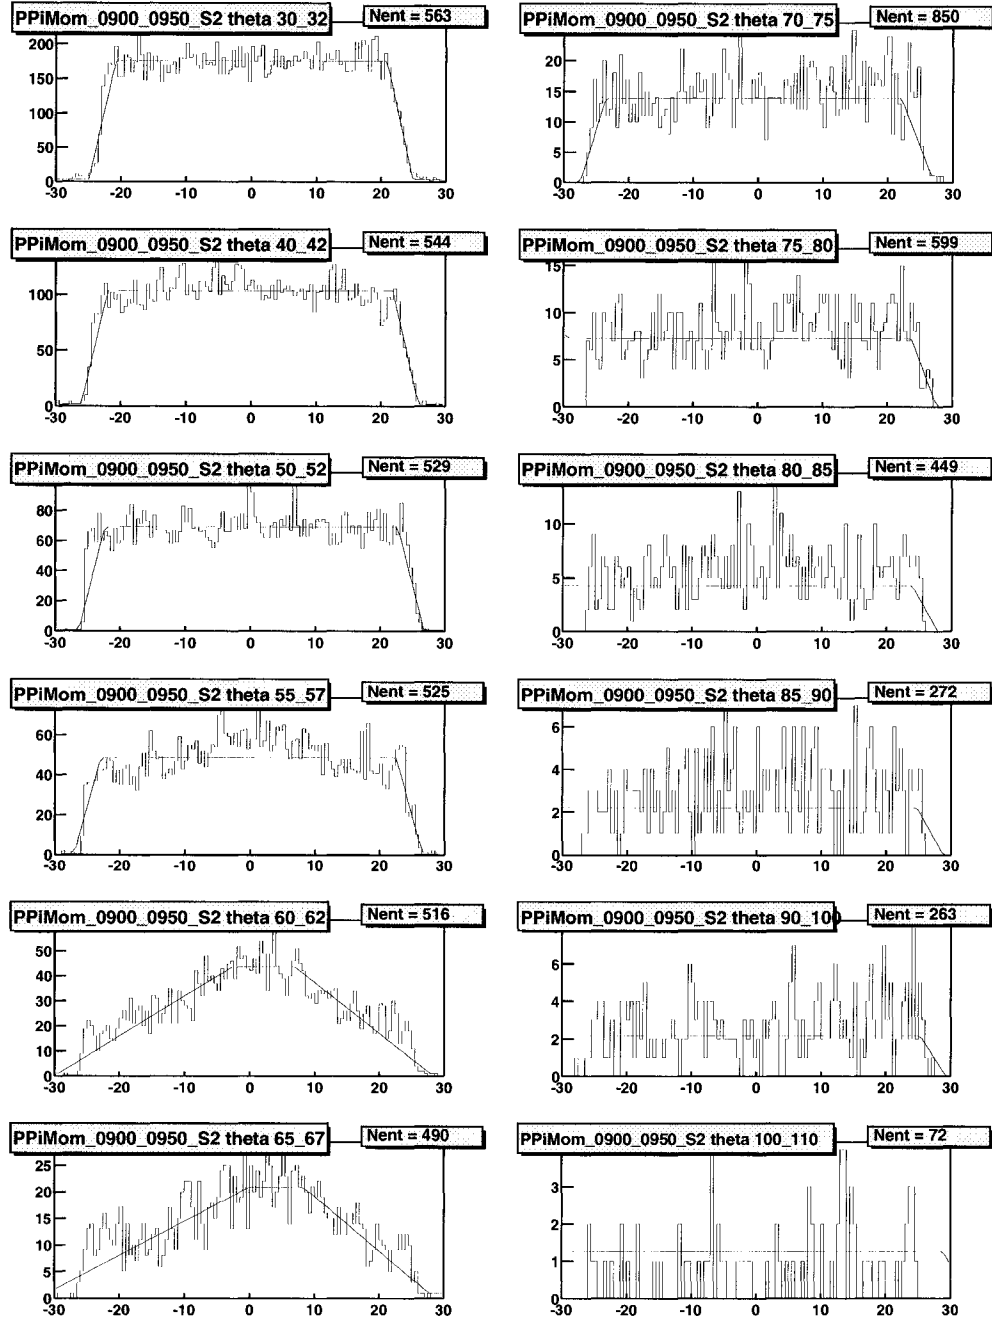 PPiMom_0900_0950_S2 theta 30_32
Nent = 563
200
150
100
50
0
-30 -20 -10 0 10 20 30
PPiMom_0900_0950_S2 theta 70_75
Nent = 850
20
15
10
5
0
-30 -20 -10 0 10 20 30
PPiMom_0900_0950_S2 theta 40_42
Nent = 544
100
50
0
-30 -20 -10 0 10 20 30
PPiMom_0900_0950_S2 theta 75_80
Nent = 599
15
10
5
0
-30 -20 -10 0 10 20 30
PPiMom_0900_0950_S2 theta 50_52
Nent = 529
80
60
40
20
0
-30 -20 -10 0 10 20 30
PPiMom_0900_0950_S2 theta 80_85
Nent = 449
10
5
0
-30 -20 -10 0 10 20 30
PPiMom_0900_0950_S2 theta 55_57
Nent = 525
60
40
20
0
-30 -20 -10 0 10 20 30
PPiMom_0900_0950_S2 theta 85_90
Nent = 272
6
4
2
0
-30 -20 -10 0 10 20 30
PPiMom_0900_0950_S2 theta 60_62
Nent = 516
50
40
30
20
10
0
-30 -20 -10 0 10 20 30
PPiMom_0900_0950_S2 theta 90_100
Nent = 263
6
4
2
0
-30 -20 -10 0 10 20 30
PPiMom_0900_0950_S2 theta 65_67
Nent = 490
25
20
15
10
5
0
-30 -20 -10 0 10 20 30
PPiMom_0900_0950_S2 theta 100_110
Nent = 72
3
2
1
0
-30 -20 -10 0 10 20 30